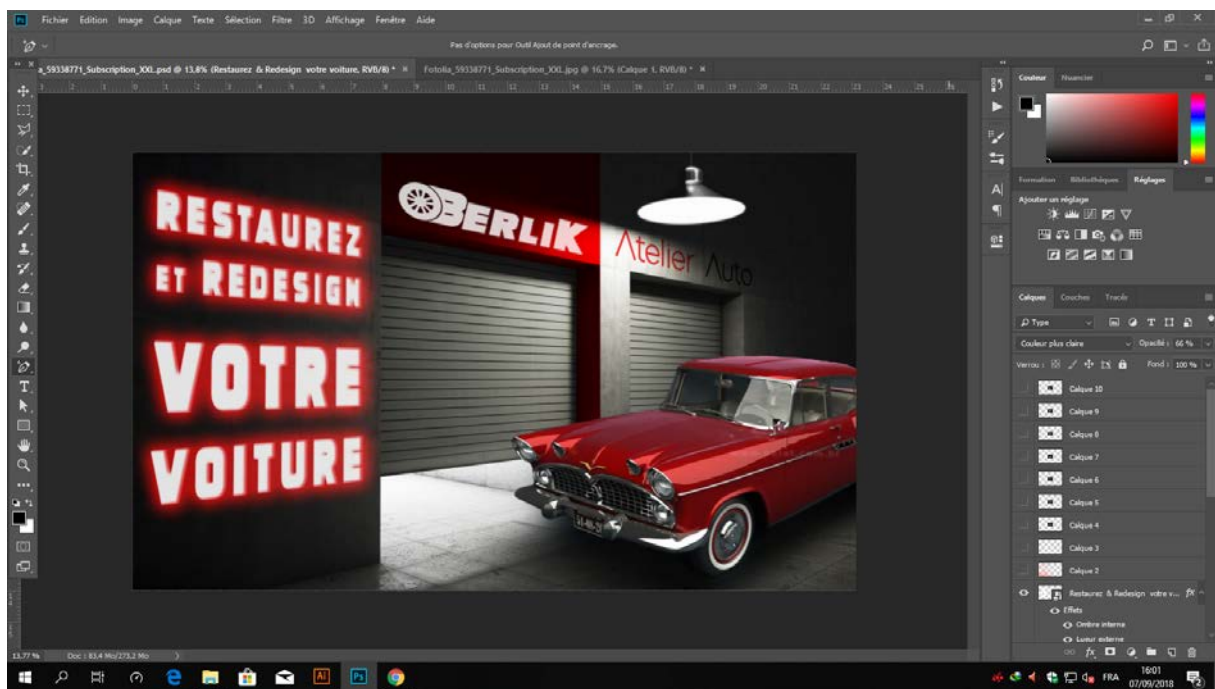 Fichier Edition Image Calque Texte Sélection Filtre 3D Affichage Fenêtre Aide
Pas d'options pour Outil Ajout de point d'ancrage.
a_59338771_Subscription_XXL.psd @ 13,8% (Restaurez & Redesign votre voiture, RVB/8) *
Fotolia_59338771_Subscription_XXL.jpg @ 16,7% (Calque 1, RVB/8) *
RESTAUREZ
ET REDESIGN
VOTRE
VOITURE
OBERLIK
Atelier Auto
Couleur Nuancier
Formation Bibliothèques Réglages
Ajouter un réglage
Calques Couches Tracés
Type
Couleur plus claire Opacité : 66 %
Verrou : Fond : 100 %
Calque 10
Calque 9
Calque 8
Calque 7
Calque 6
Calque 5
Calque 4
Calque 3
Calque 2
Restaurez & Redesign votre v... fx
Effets
Ombre interne
Lueur externe
13,77 % Doc : 83,4 Mo/273,2 Mo
FRA
16:01
07/09/2018